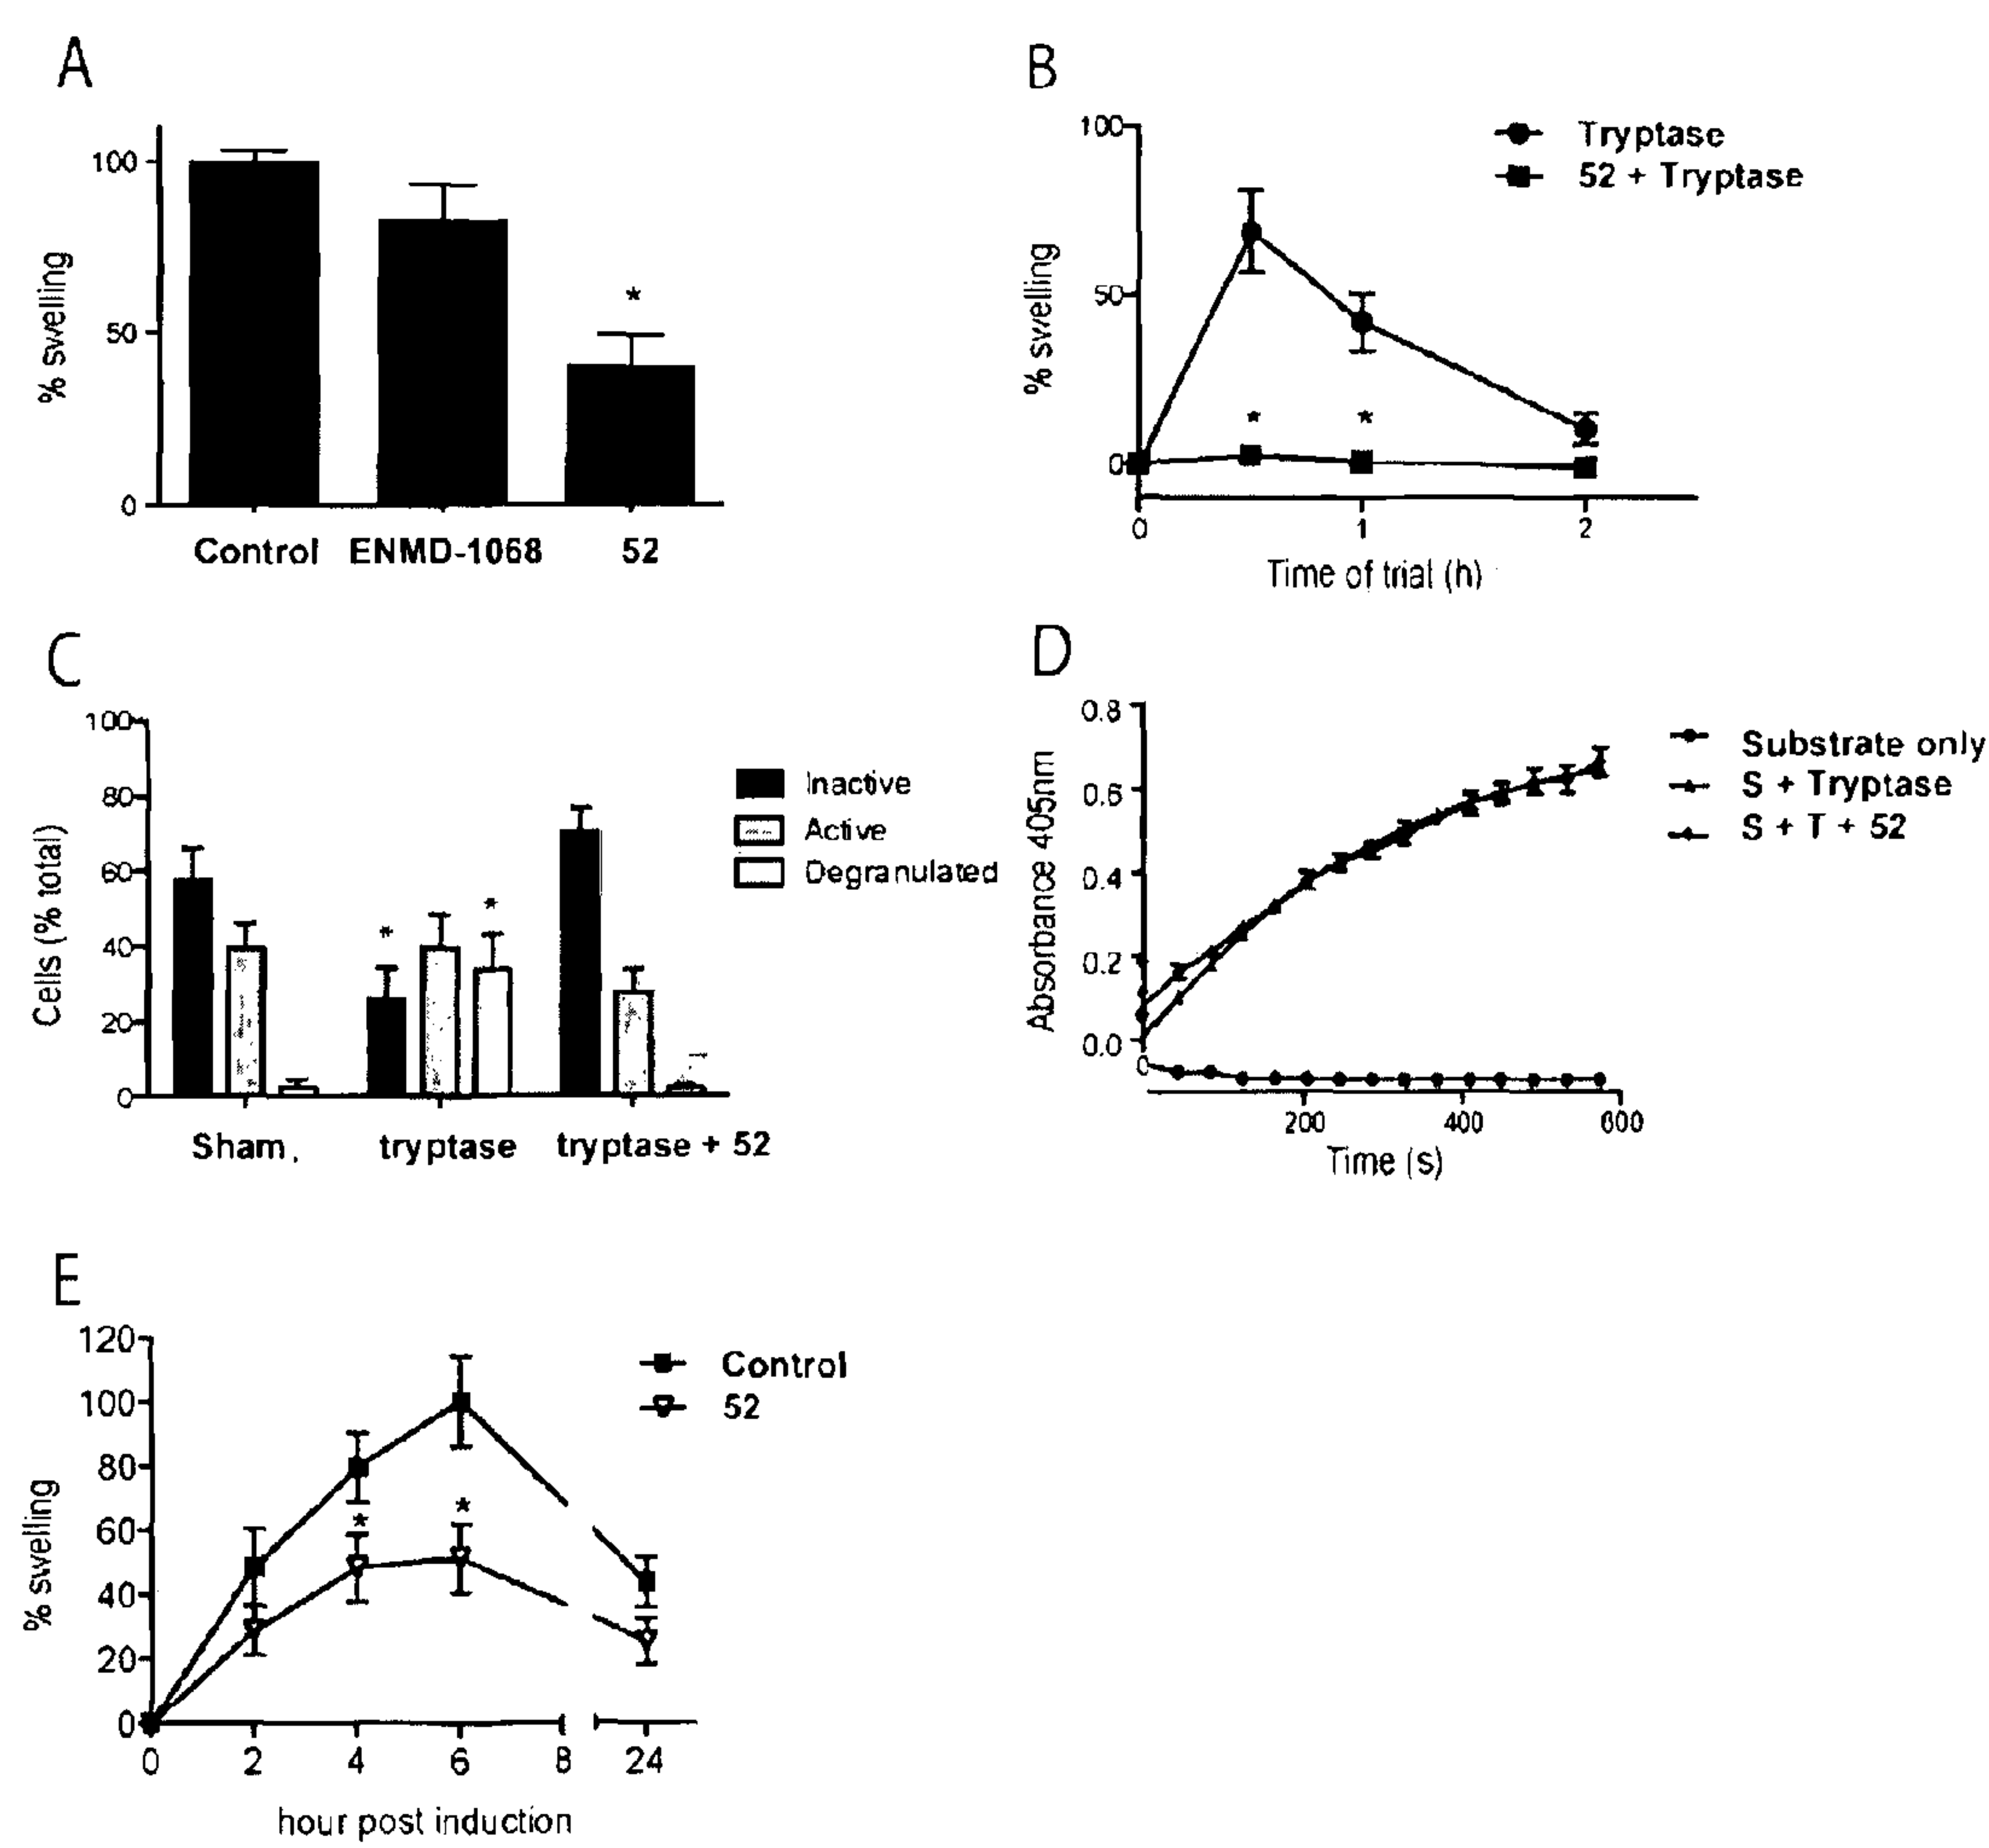 A
100
50
0
% swelling
*
Control ENMD-1068 52
B
100
50
0
% swelling
Tryptase
52 + Tryptase
* *
0 1 2
Time of trial (h)
C
100
80
60
40
20
0
Cells (% total)
Inactive
Active
Degranulated
* *
Sham. tryptase tryptase + 52
D
0.8
0.6
0.4
0.2
0.0
Absorbance 405nm
Substrate only
S + Tryptase
S + T + 52
0 200 400 600
Time (s)
E
120
100
80
60
40
20
0
% swelling
Control
52
* *
0 2 4 6 8 24
hour post induction